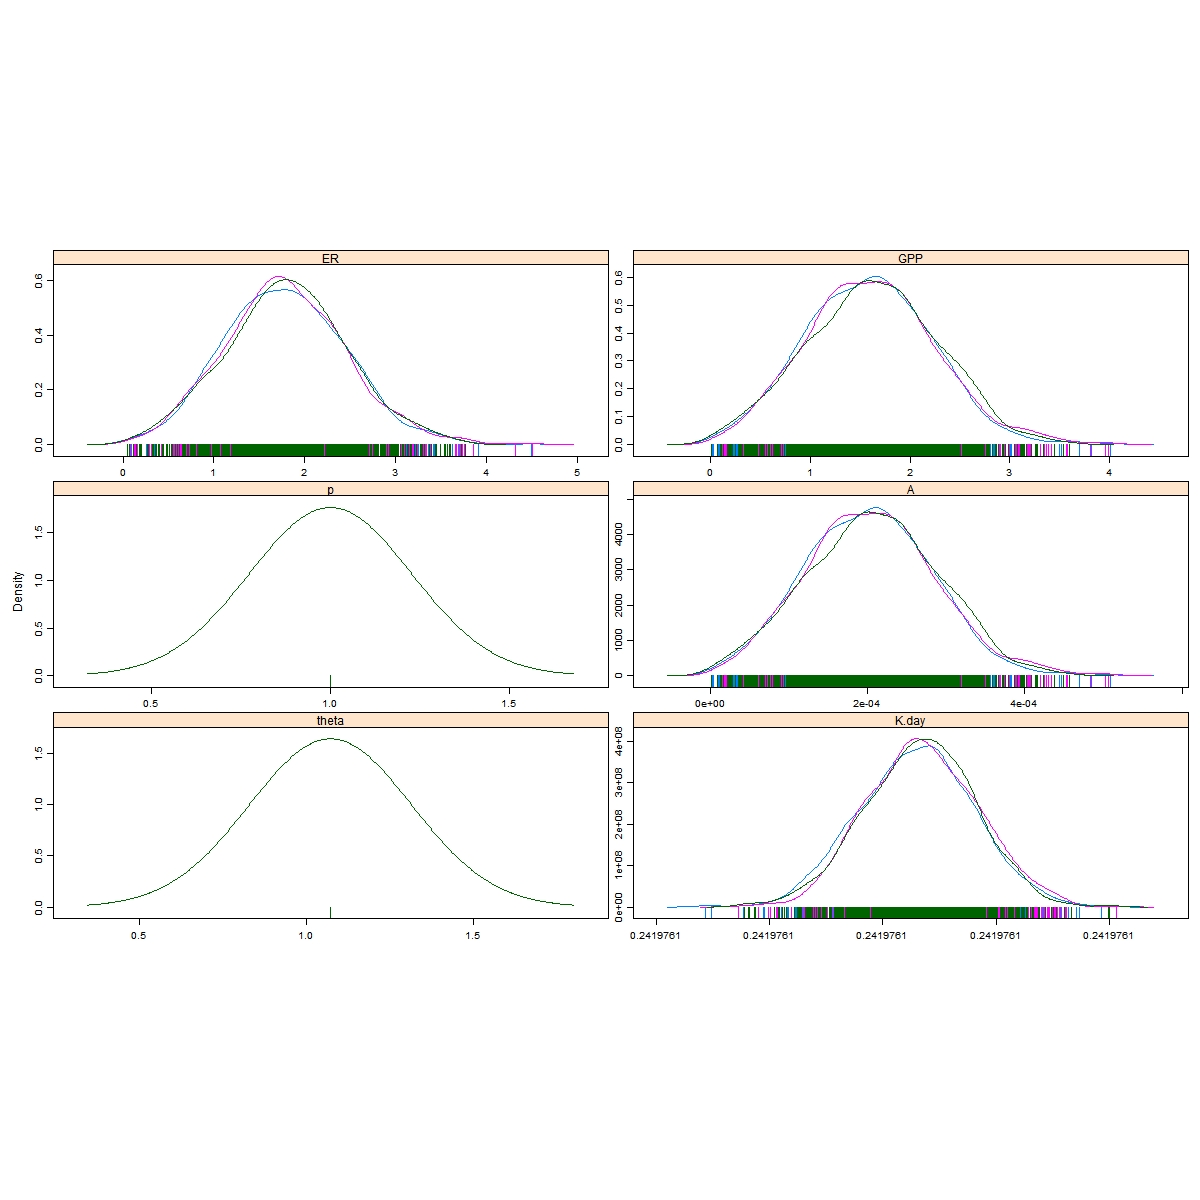 ER
0.0 0.2 0.4 0.6
0 1 2 3 4 5
GPP
0.0 0.1 0.2 0.3 0.4 0.5 0.6
0 1 2 3 4
p
0.0 0.5 1.0 1.5
0.5 1.0 1.5
A
0 1000 2000 3000 4000
0e+00 2e-04 4e-04
Density
theta
0.0 0.5 1.0 1.5
0.5 1.0 1.5
K.day
0e+00 1e+08 2e+08 3e+08 4e+08
0.2419761 0.2419761 0.2419761 0.2419761 0.2419761